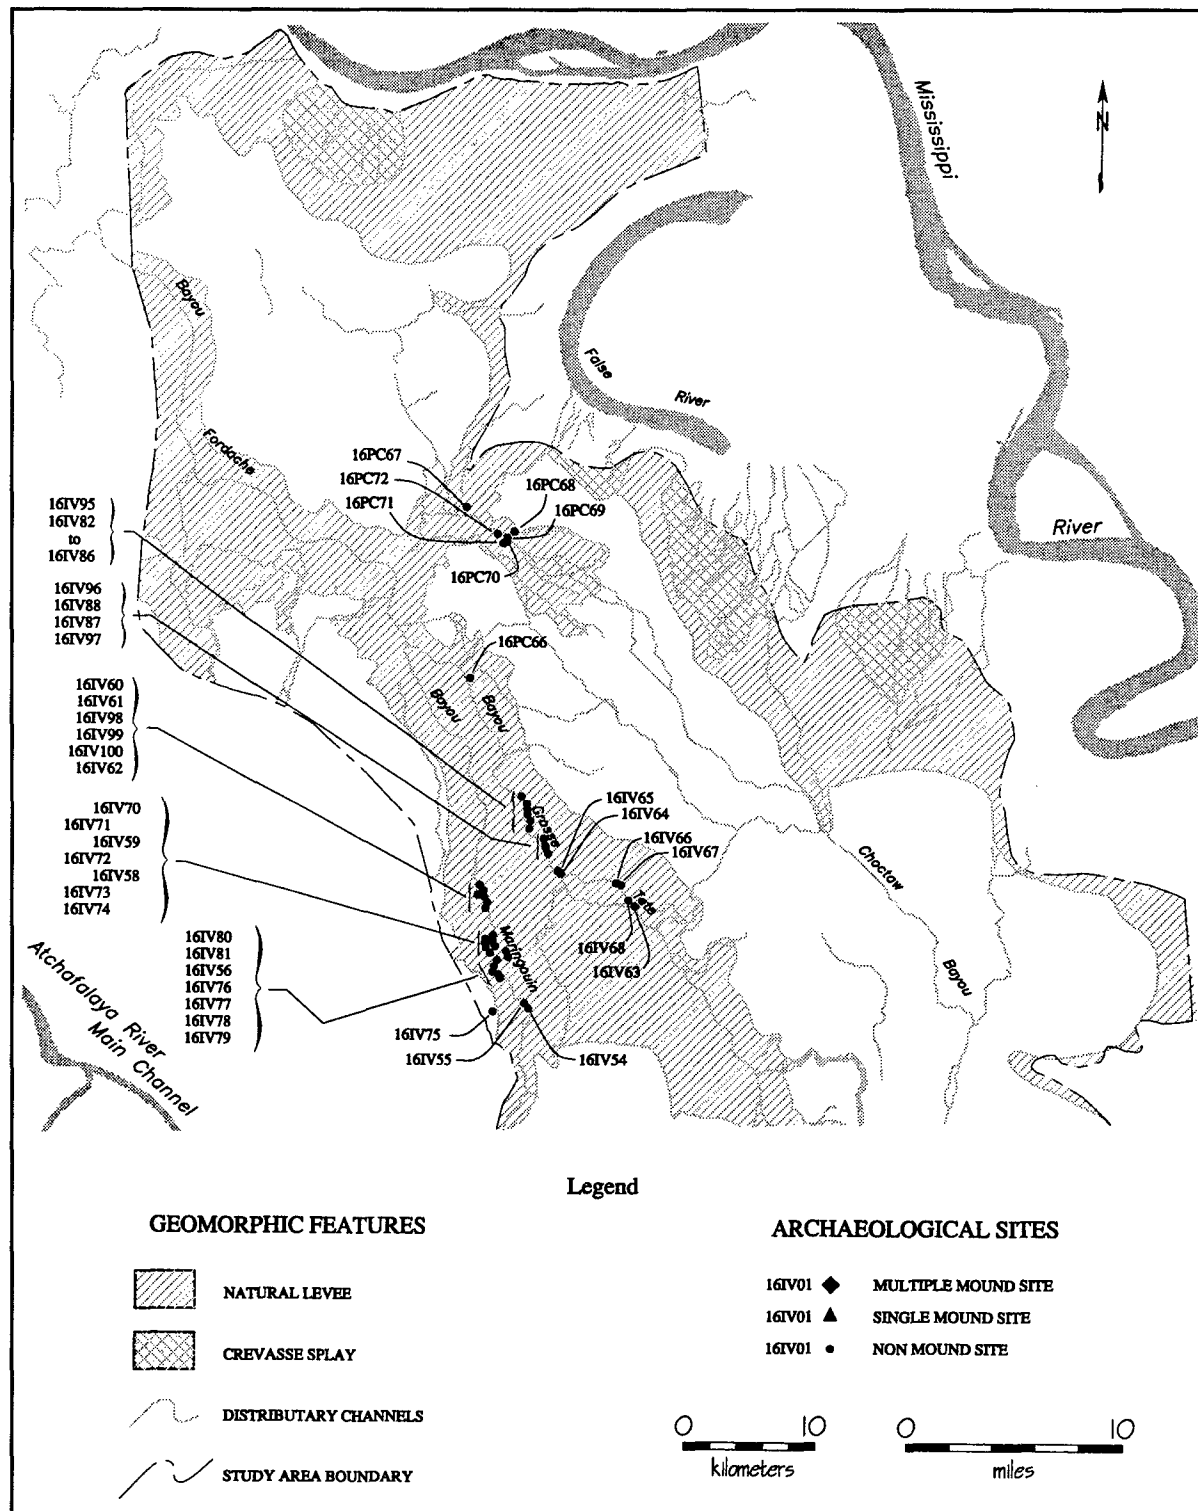 Mississippi
N
Bayou
False
River
Fordoche
16PC67
16PC72
16PC71
16PC68
16PC69
16PC70
River
16IV95
16IV82
to
16IV86
16IV96
16IV88
16IV87
16IV97
16PC66
Bayou
Bayou
16IV60
16IV61
16IV98
16IV99
16IV100
16IV62
Grosse
16IV65
16IV64
16IV66
16IV67
Tete
16IV68
16IV63
Choctaw
Bayou
16IV70
16IV71
16IV59
16IV72
16IV58
16IV73
16IV74
Maringouin
16IV80
16IV81
16IV56
16IV76
16IV77
16IV78
16IV79
Atchafalaya River
Main Channel
16IV75
16IV55
16IV54
Legend
GEOMORPHIC FEATURES
NATURAL LEVEE
CREVASSE SPLAY
DISTRIBUTARY CHANNELS
STUDY AREA BOUNDARY
ARCHAEOLOGICAL SITES
16IV01 MULTIPLE MOUND SITE
16IV01 SINGLE MOUND SITE
16IV01 NON MOUND SITE
0 10
kilometers
0 10
miles